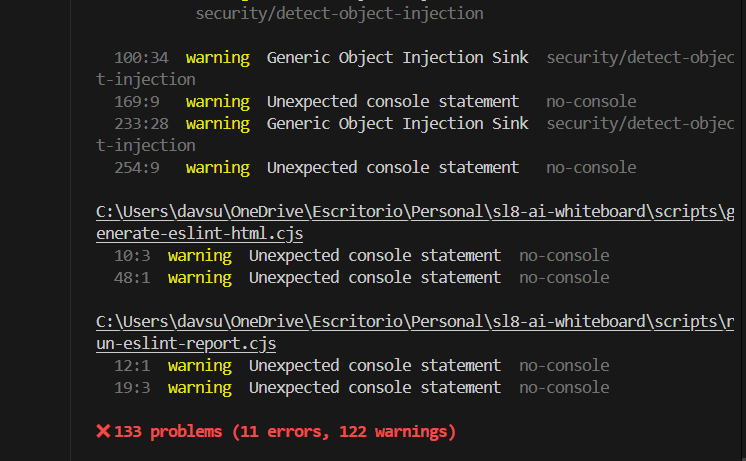 security/detect-object-injection
100:34 warning Generic Object Injection Sink security/detect-objec
t-injection
169:9 warning Unexpected console statement no-console
233:28 warning Generic Object Injection Sink security/detect-objec
t-injection
254:9 warning Unexpected console statement no-console
C:\Users\davsu\OneDrive\Escritorio\Personal\sl8-ai-whiteboard\scripts\g
enerate-eslint-html.cjs
10:3 warning Unexpected console statement no-console
48:1 warning Unexpected console statement no-console
C:\Users\davsu\OneDrive\Escritorio\Personal\sl8-ai-whiteboard\scripts\r
un-eslint-report.cjs
12:1 warning Unexpected console statement no-console
19:3 warning Unexpected console statement no-console
❌ 133 problems (11 errors, 122 warnings)